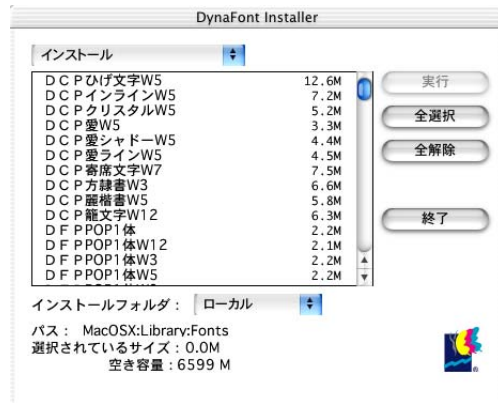 DynaFont Installer
インストール
DCPひげ文字W5 12.6M
DCPインラインW5 7.2M
DCPクリスタルW5 5.2M
DCP愛W5 3.3M
DCP愛シャドーW5 4.4M
DCP愛ラインW5 4.5M
DCP寄席文字W7 7.5M
DCP方隷書W3 6.6M
DCP麗楷書W5 5.8M
DCP籠文字W12 6.3M
DFPPOP1体 2.2M
DFPPOP1体W12 2.1M
DFPPOP1体W3 2.2M
DFPPOP1体W5 2.2M
実行
全選択
全解除
終了
インストールフォルダ: ローカル
パス: MacOSX:Library:Fonts
選択されているサイズ:0.0M
空き容量:6599 M